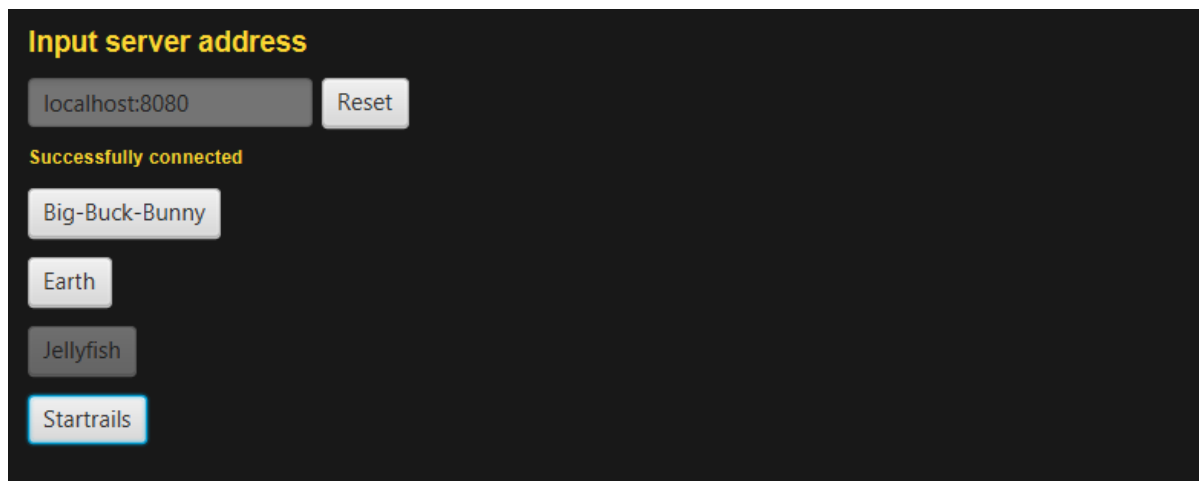 Input server address
localhost:8080 Reset
Successfully connected
Big-Buck-Bunny
Earth
Jellyfish
Startrails